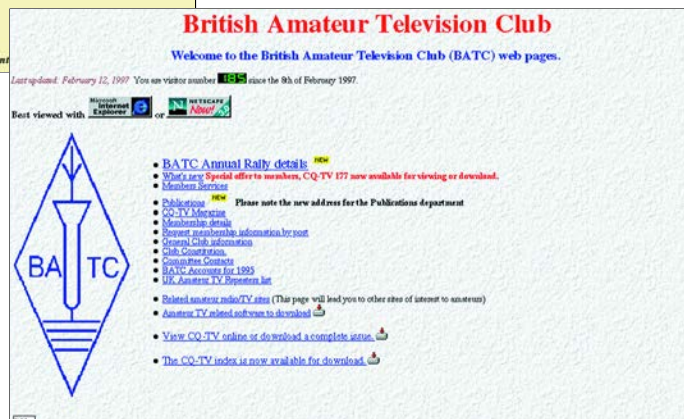 British Amateur Television Club
Welcome to the British Amateur Television Club (BATC) web pages.
Last updated: February 12, 1997 You are visitor number 185 since the 8th of February 1997.
Best viewed with Microsoft Internet Explorer or NETSCAPE Now!
BATC Annual Rally details NEW
What's new Special offer to members, CQ-TV 177 now available for viewing or download.
Members Services
Publications NEW Please note the new address for the Publications department
CQ-TV Magazine
Membership details
Request membership information by post
General Club information
Club Constitution.
Committee Contacts
BATC Accounts for 1995
UK Amateur TV Repeaters list
Related amateur radio/TV sites (This page will lead you to other sites of interest to amateurs)
Amateur TV related software to download
View CQ-TV online or download a complete issue.
The CQ-TV index is now available for download.
BATC